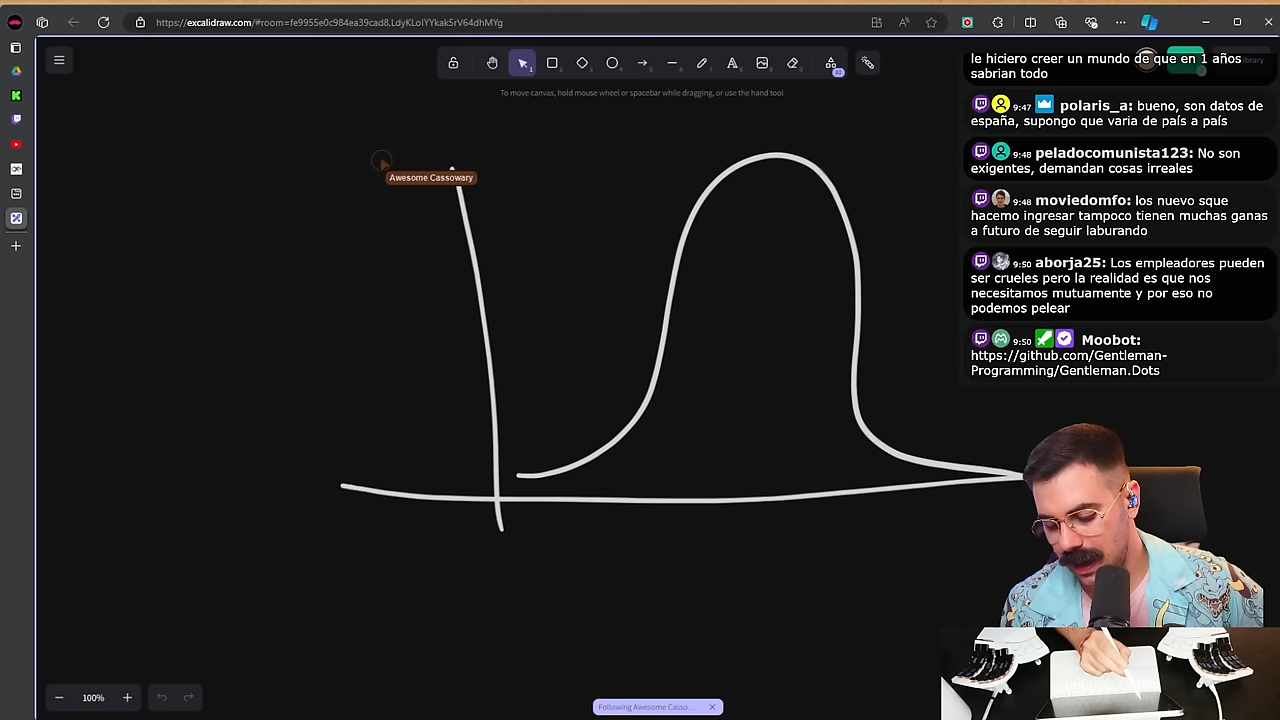 https://excalidraw.com/#room=fe9955e0c984ea39cad8.LdyKLolYYkak5rV64dhMYg
To move canvas, hold mouse wheel or spacebar while dragging, or use the hand tool
Awesome Cassowary
le hiciero creer un mundo de que en 1 años
sabrian todo
9:47 polaris_a: bueno, son datos de
españa, supongo que varia de país a país
9:48 peladocomunista123: No son
exigentes, demandan cosas irreales
9:48 moviedomfo: los nuevo sque
hacemo ingresar tampoco tienen muchas ganas
a futuro de seguir laburando
9:50 aborja25: Los empleadores pueden
ser crueles pero la realidad es que nos
necesitamos mutuamente y por eso no
podemos pelear
9:50 Moobot:
https://github.com/Gentleman-
Programming/Gentleman.Dots
100%
Following Awesome Casso...